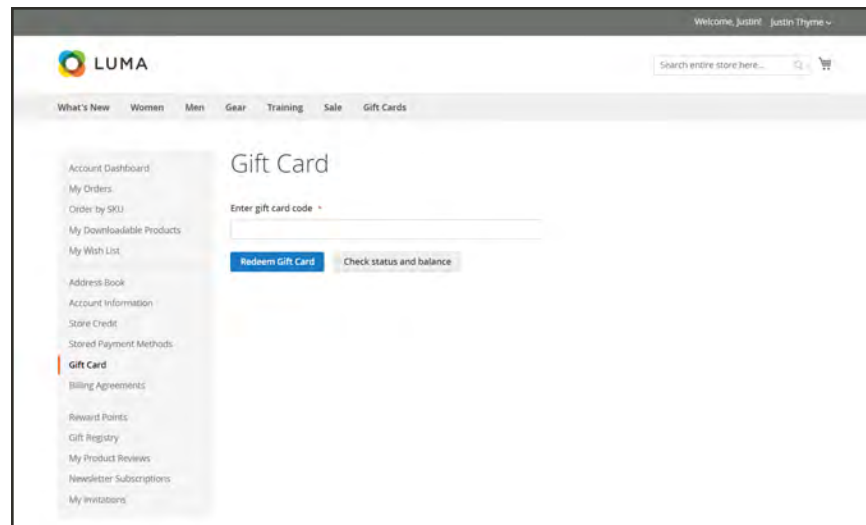 Welcome, Justin! Justin Thyme
LUMA
Search entire store here...
What's New Women Men Gear Training Sale Gift Cards
Account Dashboard
My Orders
Order by SKU
My Downloadable Products
My Wish List
Address Book
Account Information
Store Credit
Stored Payment Methods
Gift Card
Billing Agreements
Reward Points
Gift Registry
My Product Reviews
Newsletter Subscriptions
My Invitations
Gift Card
Enter gift card code *
Redeem Gift Card Check status and balance